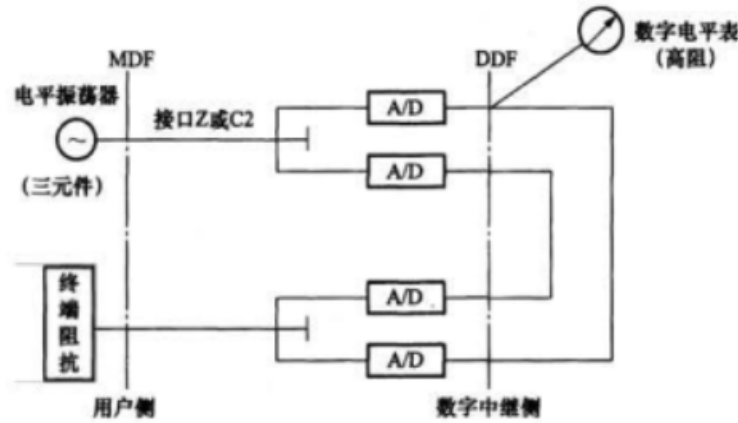 数字电平表
(高阻)
MDF
DDF
电平振荡器
接口Z或C2
A/D
~
(三元件)
A/D
终端阻抗
A/D
A/D
用户侧
数字中继侧